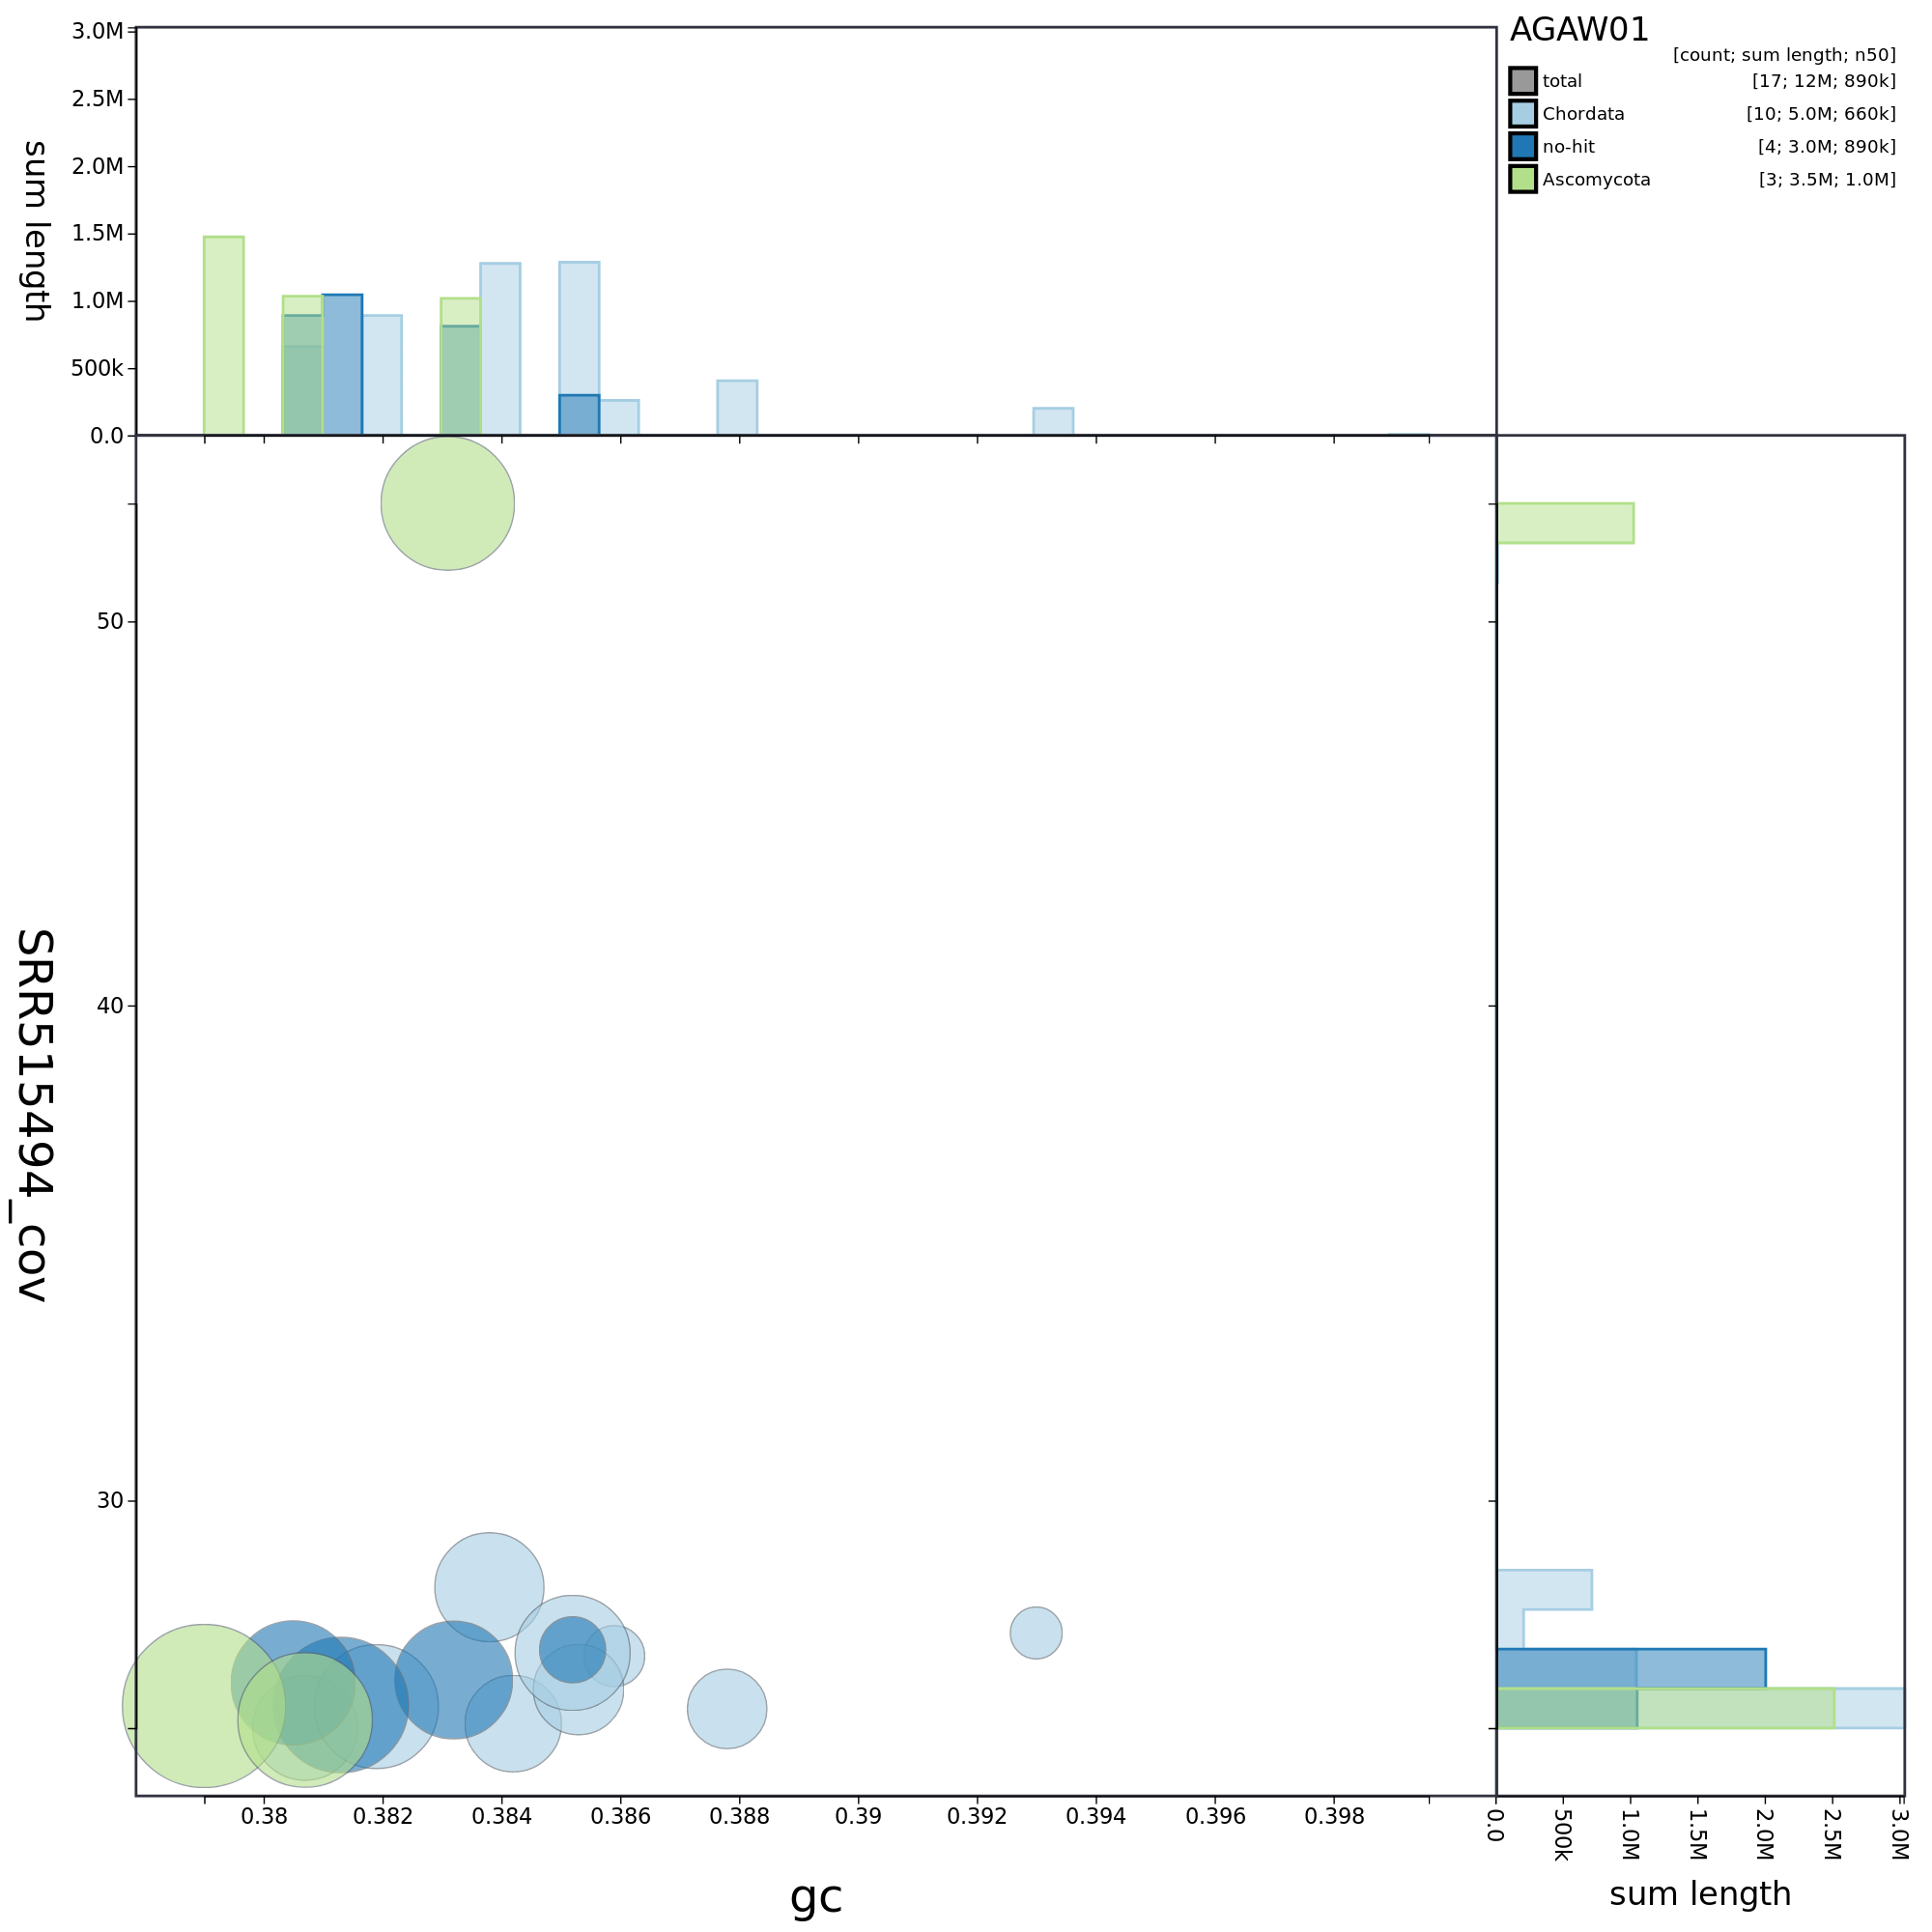 AGAW01
[count; sum length; n50]
total [17; 12M; 890k]
Chordata [10; 5.0M; 660k]
no-hit [4; 3.0M; 890k]
Ascomycota [3; 3.5M; 1.0M]
sum length
3.0M
2.5M
2.0M
1.5M
1.0M
500k
0.0
SRR515494_cov
50
40
30
0.38 0.382 0.384 0.386 0.388 0.39 0.392 0.394 0.396 0.398
gc
0.0 500k 1.0M 1.5M 2.0M 2.5M 3.0M
sum length